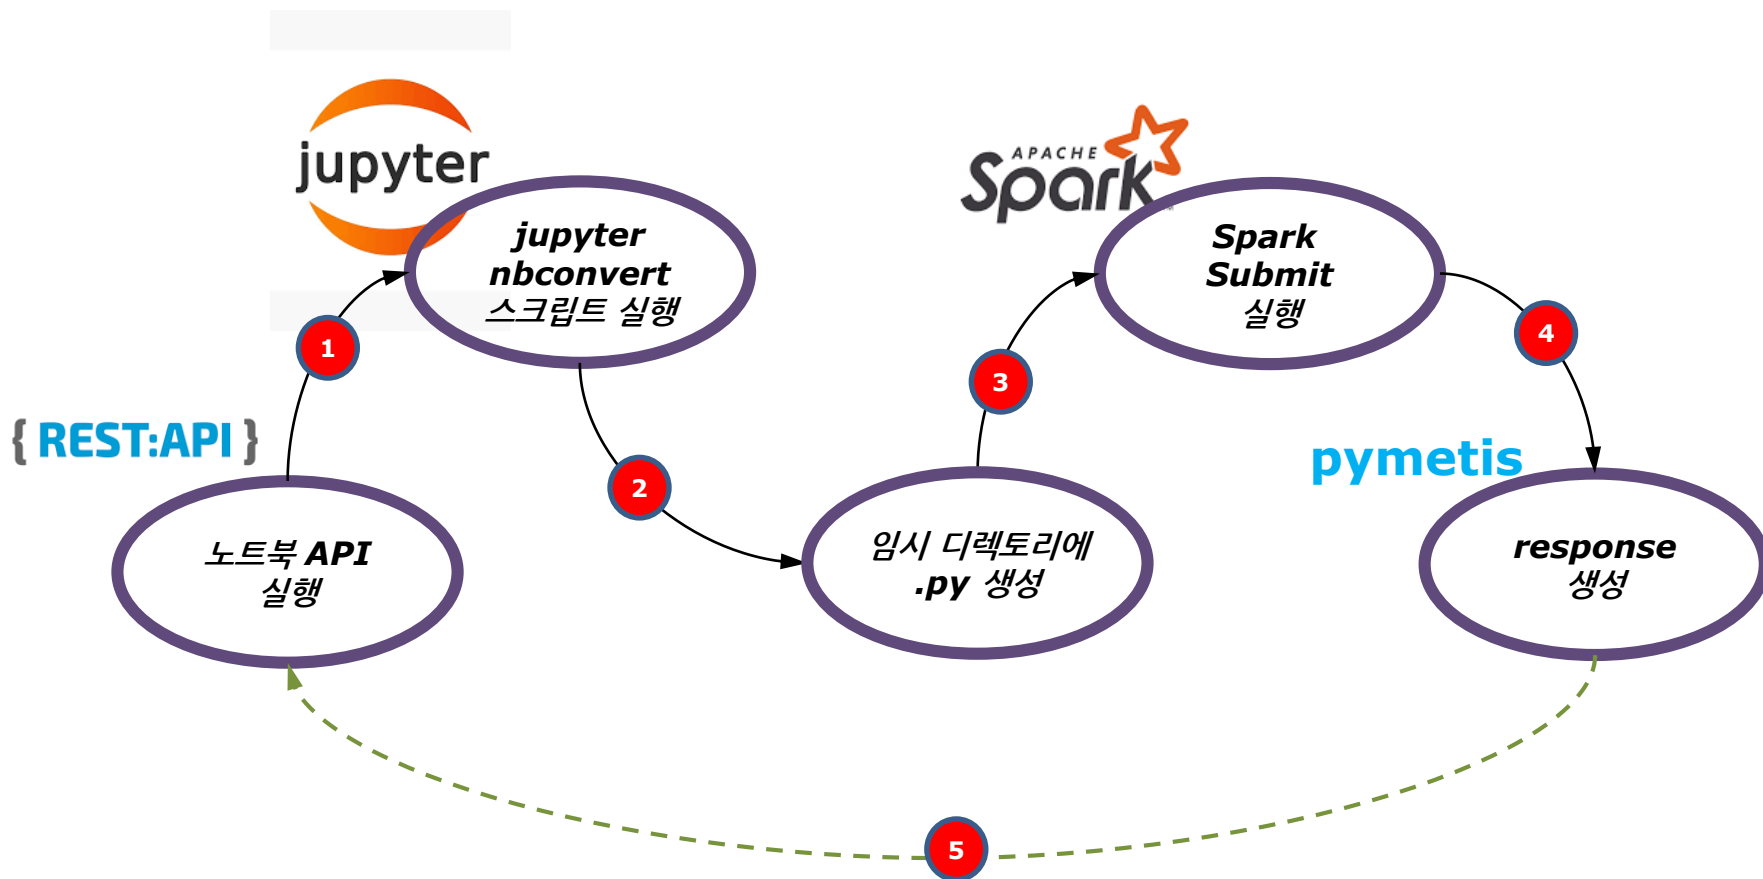 jupyter
jupyter
nbconvert
스크립트 실행
1
{ REST:API }
노트북 API
실행
2
임시 디렉토리에
.py 생성
3
APACHE
Spark
Spark
Submit
실행
4
pymetis
response
생성
5